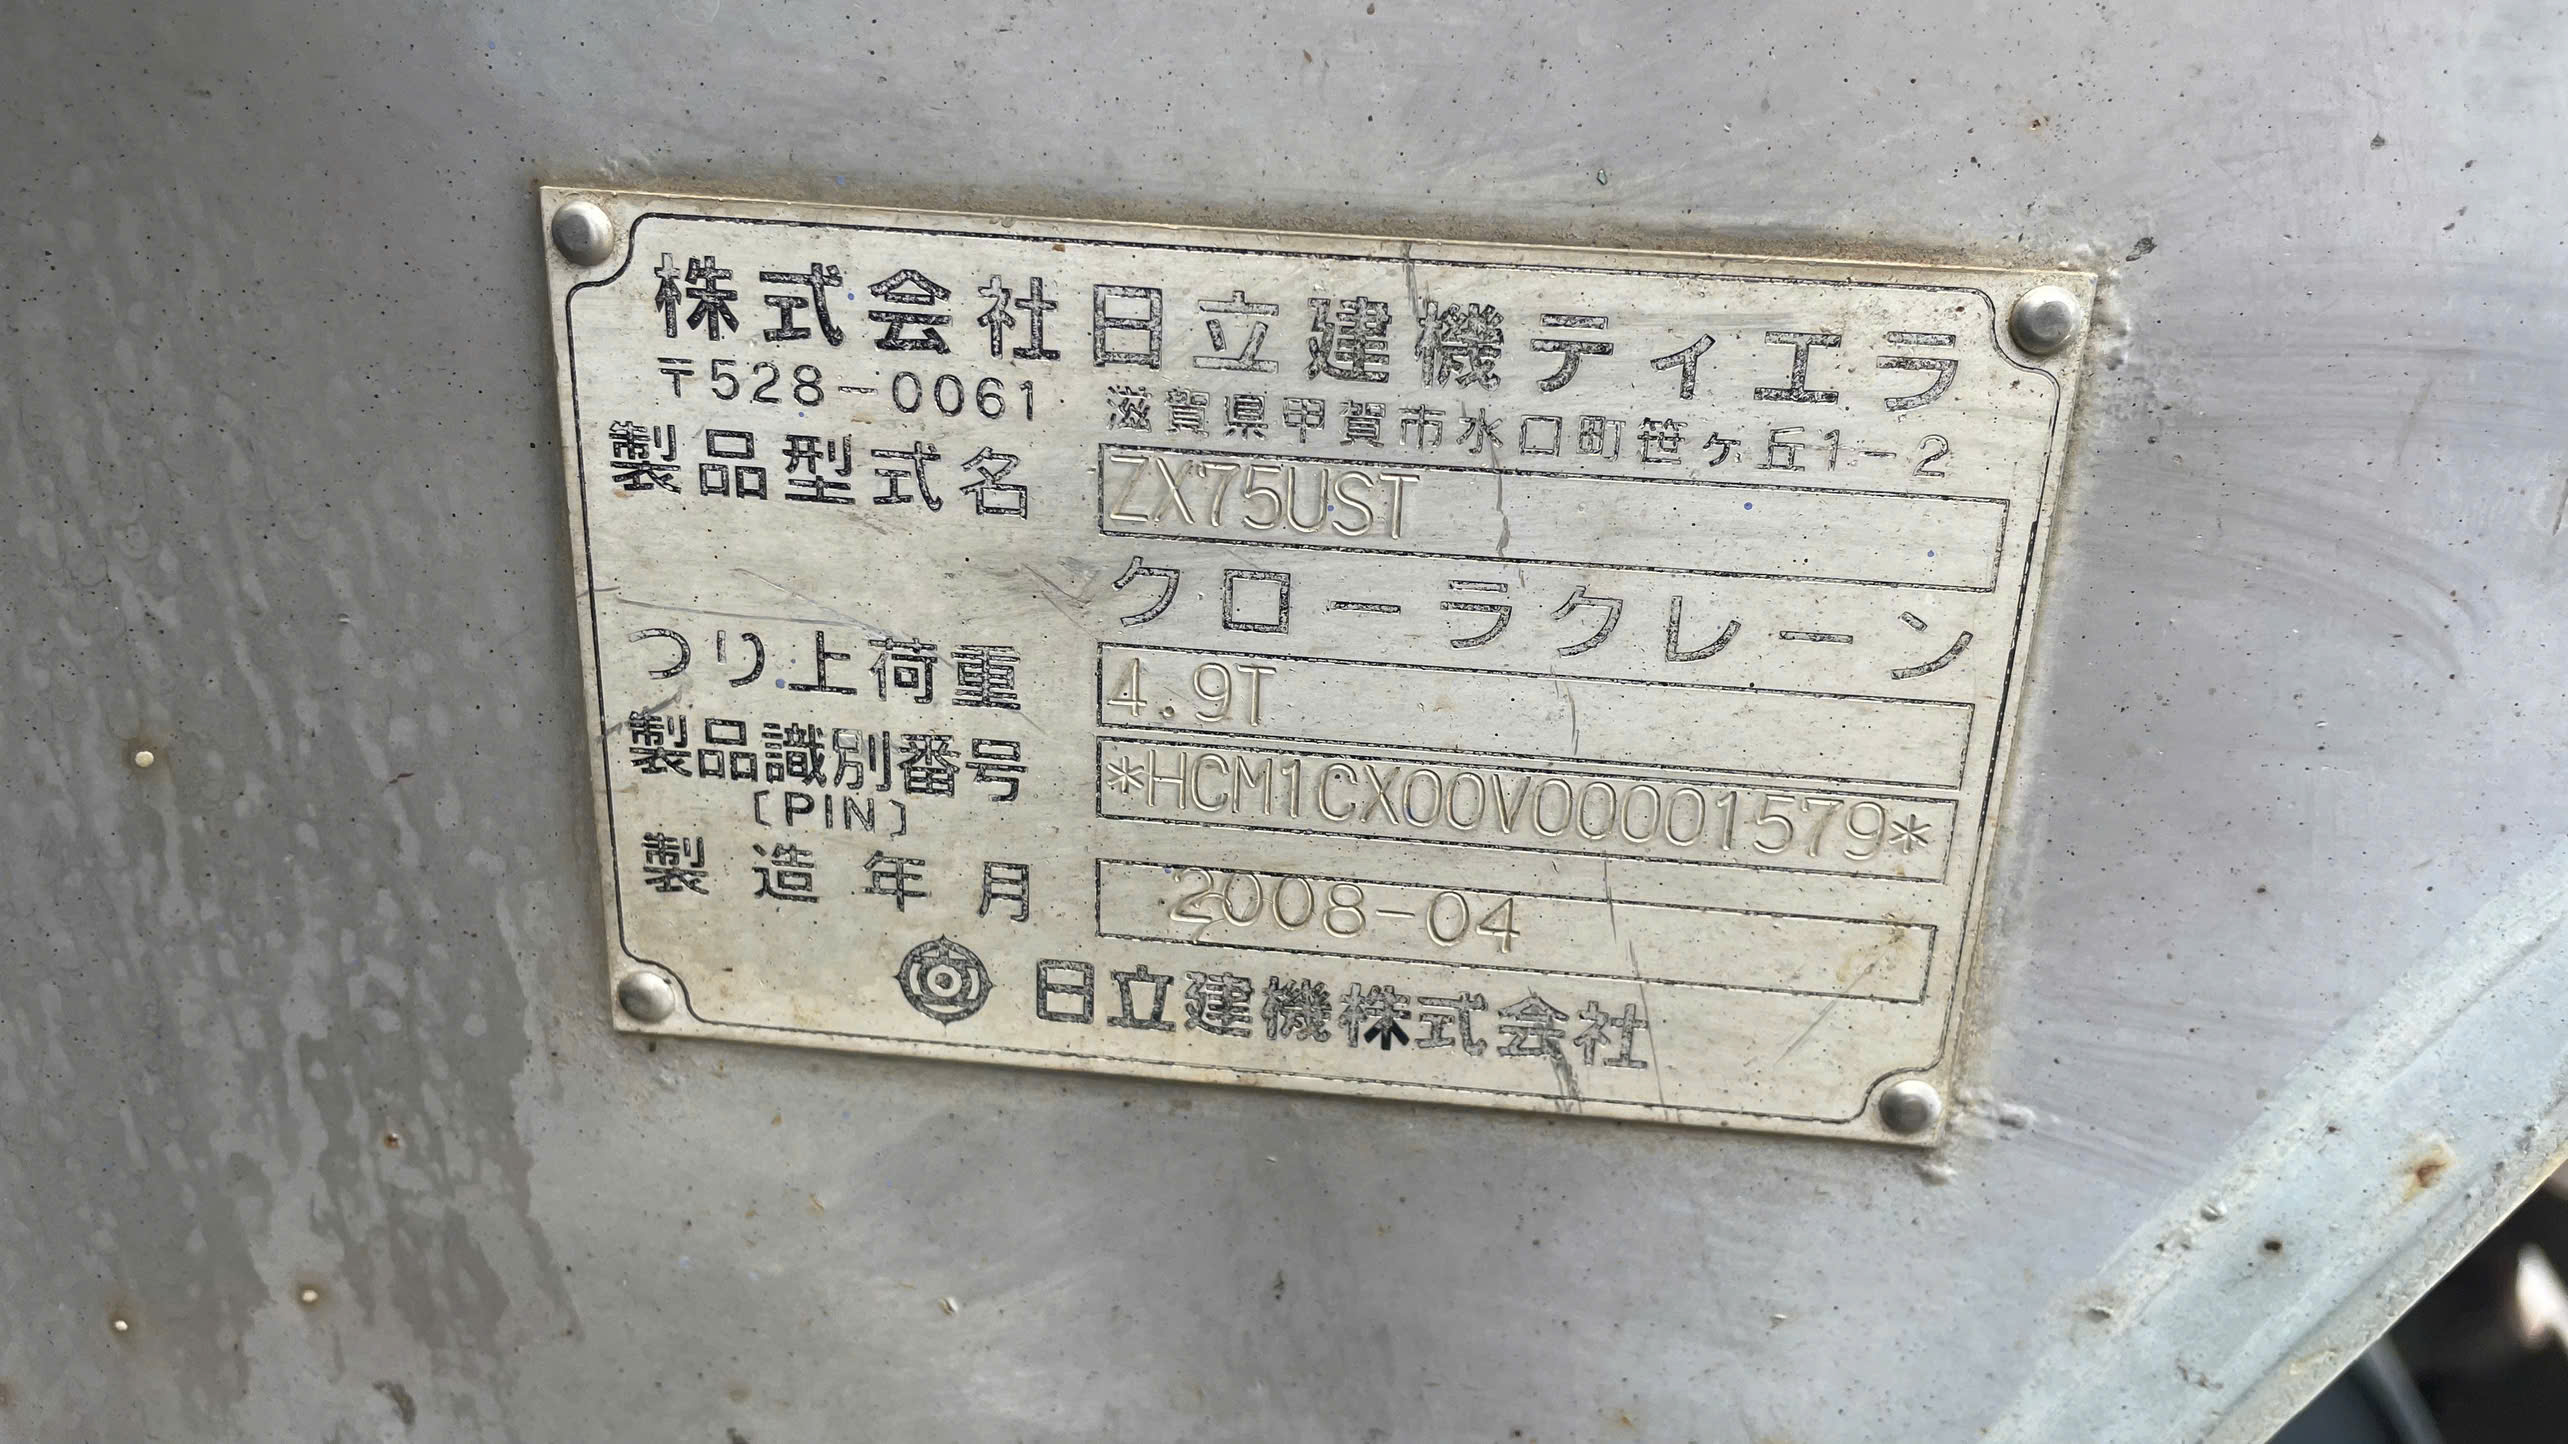 株式会社日立建機ティエラ
〒528-0061 滋賀県甲賀市水口町笹ヶ丘1-2
製品型式名 ZX75UST
クローラクレーン
つり上荷重 4.9T
製品識別番号 *HCM1CX00V00001579*
〔PIN〕
製造年月 2008-04
日立建機株式会社